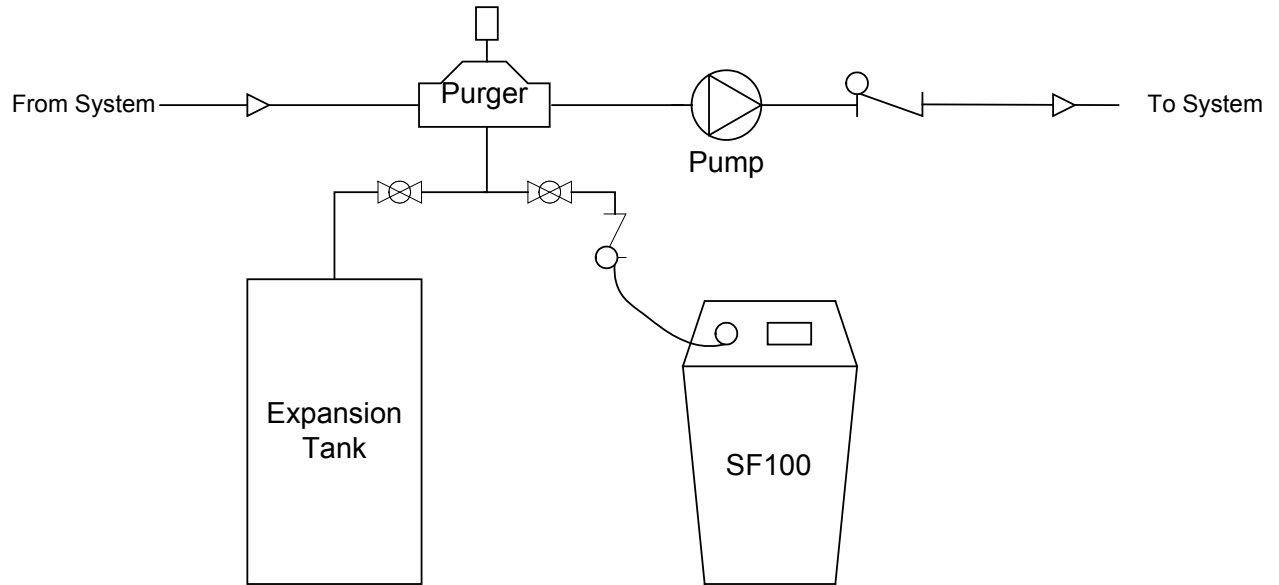 From System
Purger
To System
Pump
Expansion
Tank
SF100